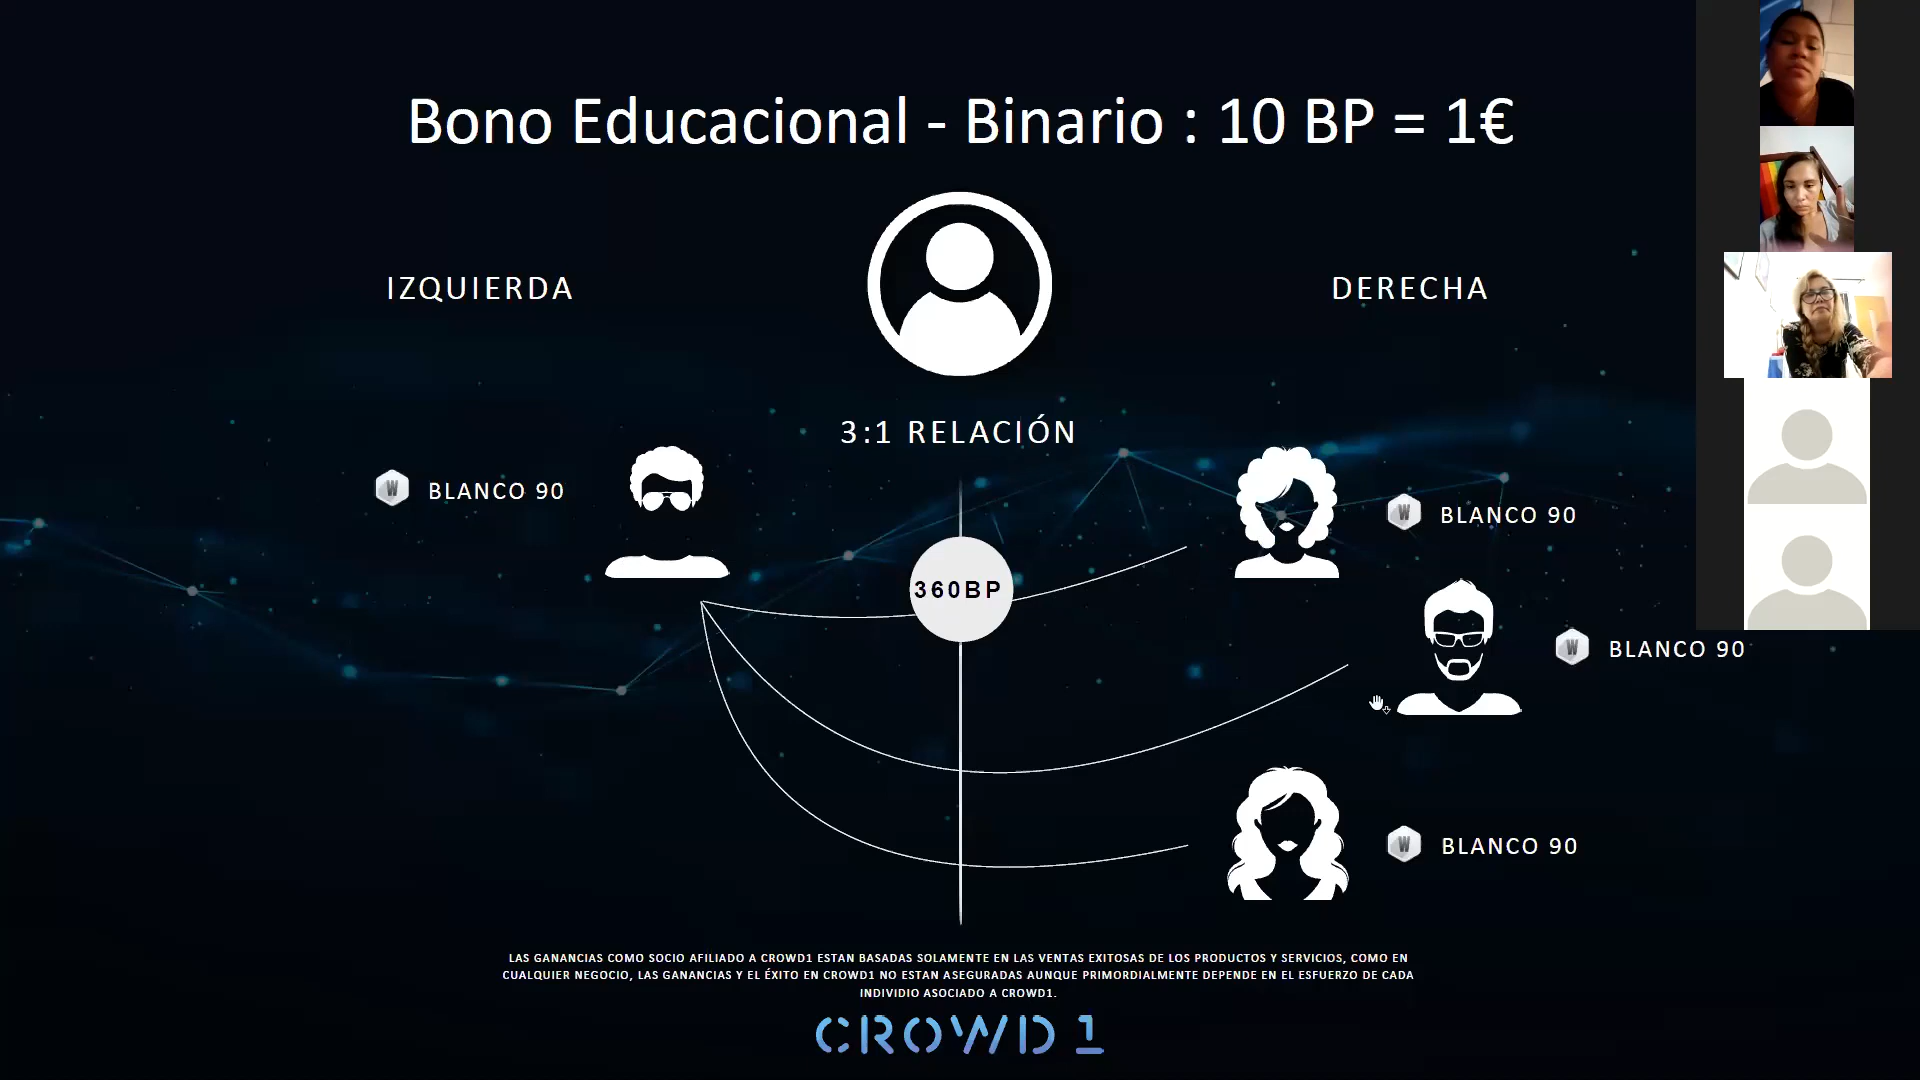 Bono Educacional - Binario : 10 BP = 1€
IZQUIERDA
DERECHA
3:1 RELACIÓN
W BLANCO 90
W BLANCO 90
360BP
W BLANCO 90
W BLANCO 90
LAS GANANCIAS COMO SOCIO AFILIADO A CROWD1 ESTAN BASADAS SOLAMENTE EN LAS VENTAS EXITOSAS DE LOS PRODUCTOS Y SERVICIOS, COMO EN
CUALQUIER NEGOCIO, LAS GANANCIAS Y EL ÉXITO EN CROWD1 NO ESTAN ASEGURADAS AUNQUE PRIMORDIALMENTE DEPENDE EN EL ESFUERZO DE CADA
INDIVIDIO ASOCIADO A CROWD1.
CROWD 1